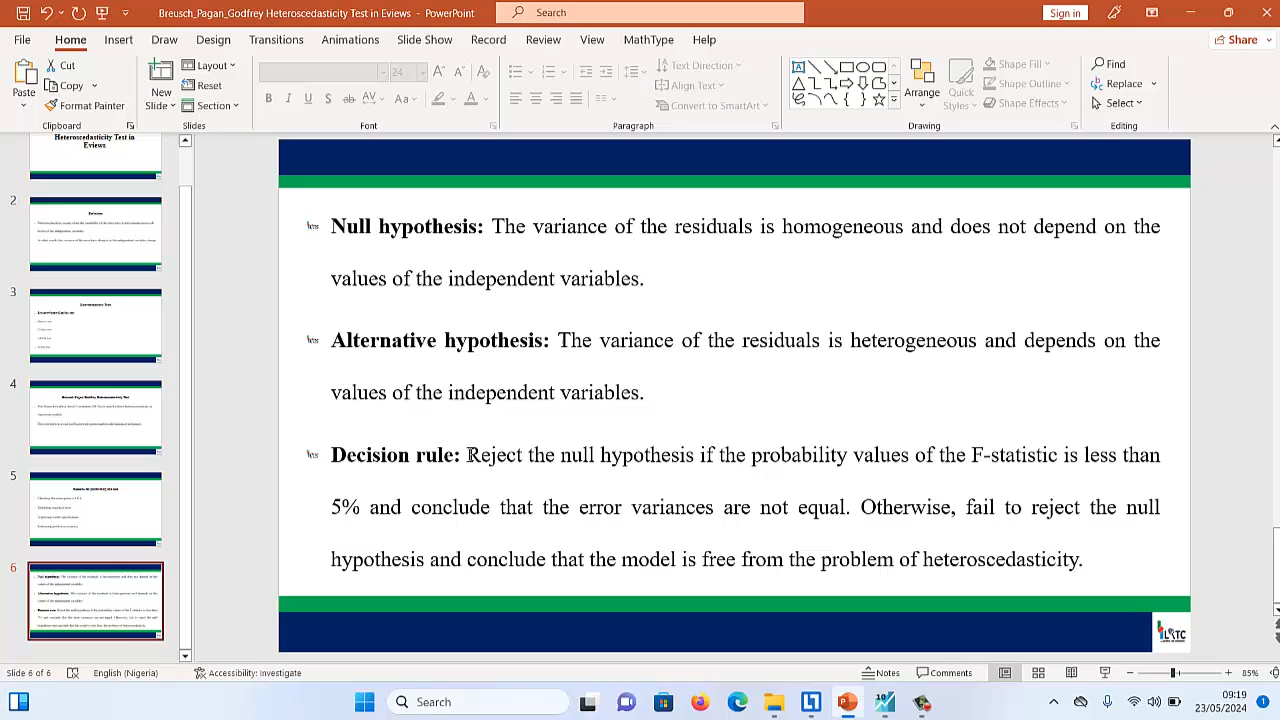 Breusch_Pagan_Godfrey Heteroscedasticity Test in Eviews - PowerPoint
Search
Sign in
File Home Insert Draw Design Transitions Animations Slide Show Record Review View MathType Help
Share
Paste
Cut
Copy
Format Painter
Clipboard
New
Slide
Layout
Reset
Section
Slides
24
Font
Text Direction
Align Text
Convert to SmartArt
Paragraph
Arrange
Quick
Styles
Shape Fill
Shape Outline
Shape Effects
Drawing
Find
Replace
Select
Editing
Heteroscedasticity Test in
Eviews
2
3
4
5
6
Null hypothesis: The variance of the residuals is homogeneous and does not depend on the
values of the independent variables.
Alternative hypothesis: The variance of the residuals is heterogeneous and depends on the
values of the independent variables.
Decision rule: Reject the null hypothesis if the probability values of the F-statistic is less than
5% and conclude that the error variances are not equal. Otherwise, fail to reject the null
hypothesis and conclude that the model is free from the problem of heteroscedasticity.
Slide 6 of 6
English (Nigeria)
Accessibility: Investigate
Notes
Comments
85%
Search
09:19
23/05/2024